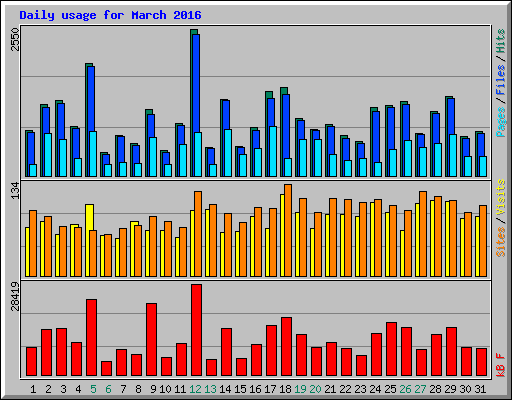 Daily usage for March 2016
2550
Pages / Files / Hits
134
Sites / Visits
28419
kB F
1 2 3 4 5 6 7 8 9 10 11 12 13 14 15 16 17 18 19 20 21 22 23 24 25 26 27 28 29 30 31